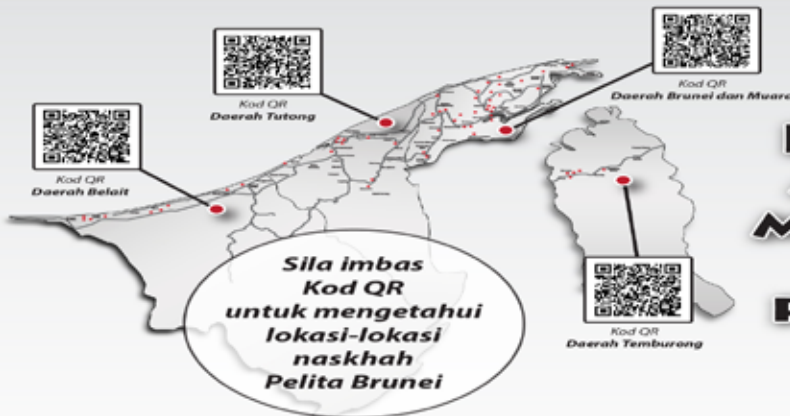 Kod QR
Daerah Tutong
Kod QR
Daerah Brunei dan Muara
Kod QR
Daerah Belait
Sila imbas
Kod QR
untuk mengetahui
lokasi-lokasi
naskhah
Pelita Brunei
Kod QR
Daerah Temburong